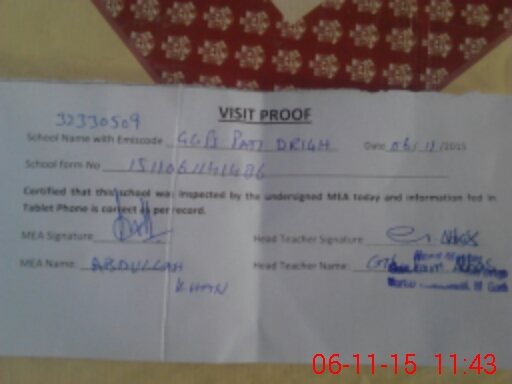 VISIT PROOF
32330509
School Name with Emiscode GGPS PATI DRIGH Date 06/11/2015
School form No 151106114
Certified that this school was inspected by the undersigned MEA today and information fed in
Tablet Phone is correct as per record.
MEA Signature Head Teacher Signature
MEA Name: ABDULLAH Head Teacher Name:
KHAN
06-11-15 11:43